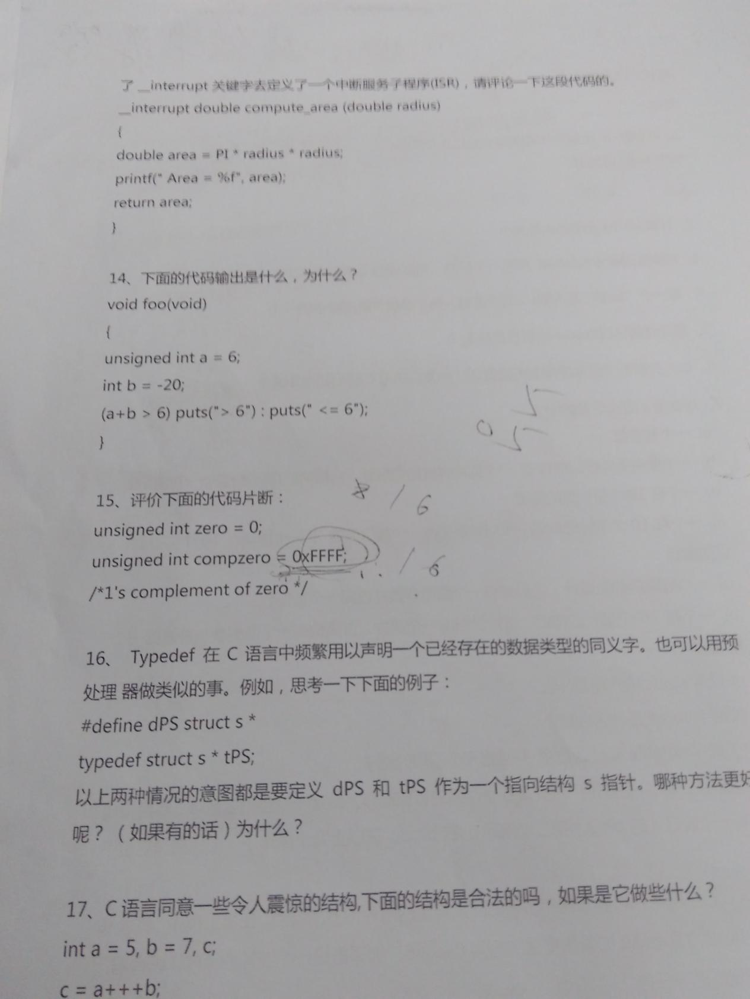 了 __interrupt 关键字去定义了一个中断服务子程序(ISR)，请评论一下这段代码的。
__interrupt double compute_area (double radius)
{
double area = PI * radius * radius;
printf(" Area = %f", area);
return area;
}
14、下面的代码输出是什么，为什么？
void foo(void)
{
unsigned int a = 6;
int b = -20;
(a+b > 6) puts("> 6") : puts(" <= 6");
}
15、评价下面的代码片断：
unsigned int zero = 0;
unsigned int compzero = 0xFFFF;
/*1's complement of zero */
16、 Typedef 在 C 语言中频繁用以声明一个已经存在的数据类型的同义字。也可以用预
处理 器做类似的事。例如，思考一下下面的例子：
#define dPS struct s *
typedef struct s * tPS;
以上两种情况的意图都是要定义 dPS 和 tPS 作为一个指向结构 s 指针。哪种方法更好
呢？（如果有的话）为什么？
17、C 语言同意一些令人震惊的结构,下面的结构是合法的吗，如果是它做些什么？
int a = 5, b = 7, c;
c = a+++b;